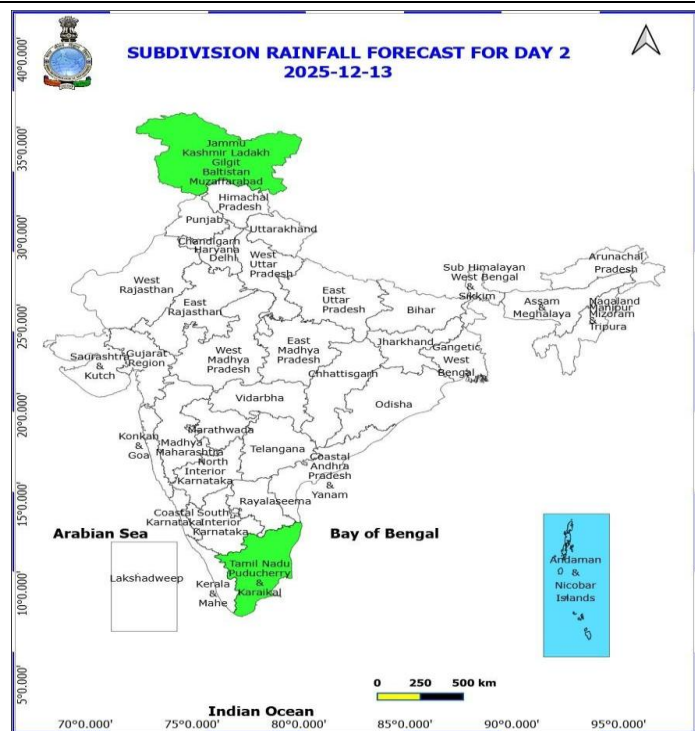 SUBDIVISION RAINFALL FORECAST FOR DAY 2
2025-12-13
40°0.000'
35°0.000'
30°0.000'
25°0.000'
20°0.000'
15°0.000'
10°0.000'
5°0.000'
Jammu
Kashmir Ladakh
Gilgit
Baltistan
Muzaffarabad
Himachal
Pradesh
Punjab
Uttarakhand
Chandigarh
Haryana
Delhi
West
Uttar
Pradesh
West
Rajasthan
East
Rajasthan
East
Uttar
Pradesh
Bihar
Sub Himalayan
West Bengal
&
Sikkim
Arunachal
Pradesh
Assam
&
Meghalaya
Nagaland
Manipur
Mizoram
&
Tripura
Saurashtra
&
Kutch
Gujarat
Region
West
Madhya
Pradesh
East
Madhya
Pradesh
Jharkhand
Gangetic
West
Bengal
Chhattisgarh
Odisha
Vidarbha
Konkan
&
Goa
Marathwada
Madhya
Maharashtra
North
Interior
Karnataka
Telangana
Coastal
Andhra
Pradesh
&
Yanam
Rayalaseema
Coastal
Karnataka
South
Interior
Karnataka
Arabian Sea
Bay of Bengal
Lakshadweep
Kerala
&
Mahe
Tamil Nadu
Puducherry
&
Karaikal
Andaman
&
Nicobar
Islands
0 250 500 km
Indian Ocean
70°0.000' 75°0.000' 80°0.000' 85°0.000' 90°0.000' 95°0.000'